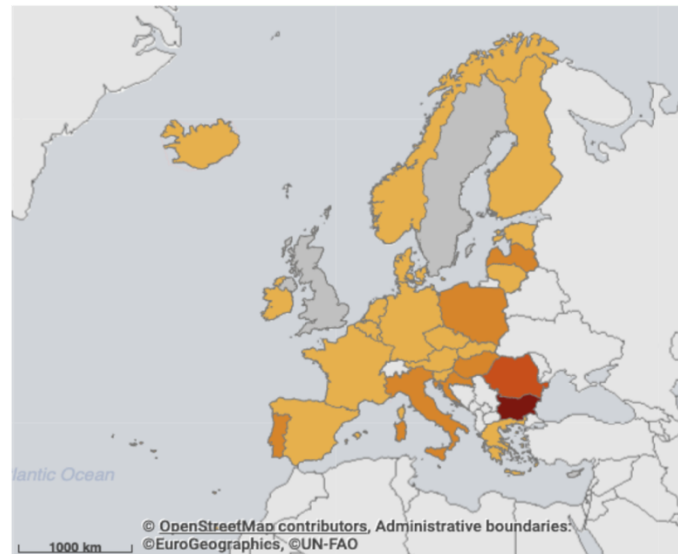 lantic Ocean
© OpenStreetMap contributors, Administrative boundaries:
©EuroGeographics, ©UN-FAO
1000 km